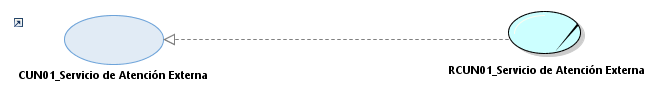 CUN01_Servicio de Atención Externa
RCUN01_Servicio de Atención Externa